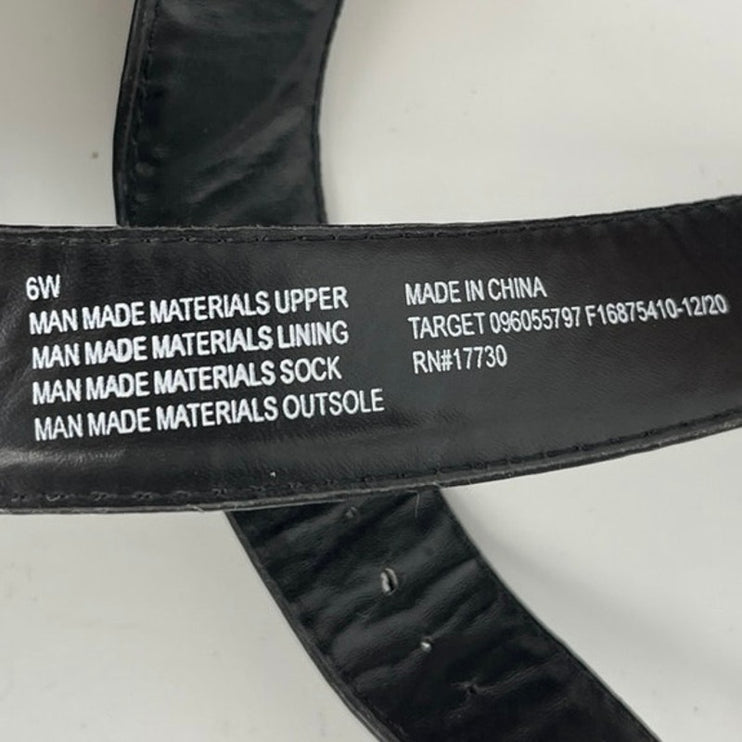 6W
MAN MADE MATERIALS UPPER
MAN MADE MATERIALS LINING
MAN MADE MATERIALS SOCK
MAN MADE MATERIALS OUTSOLE
MADE IN CHINA
TARGET 096055797 F16875410-12/20
RN#17730